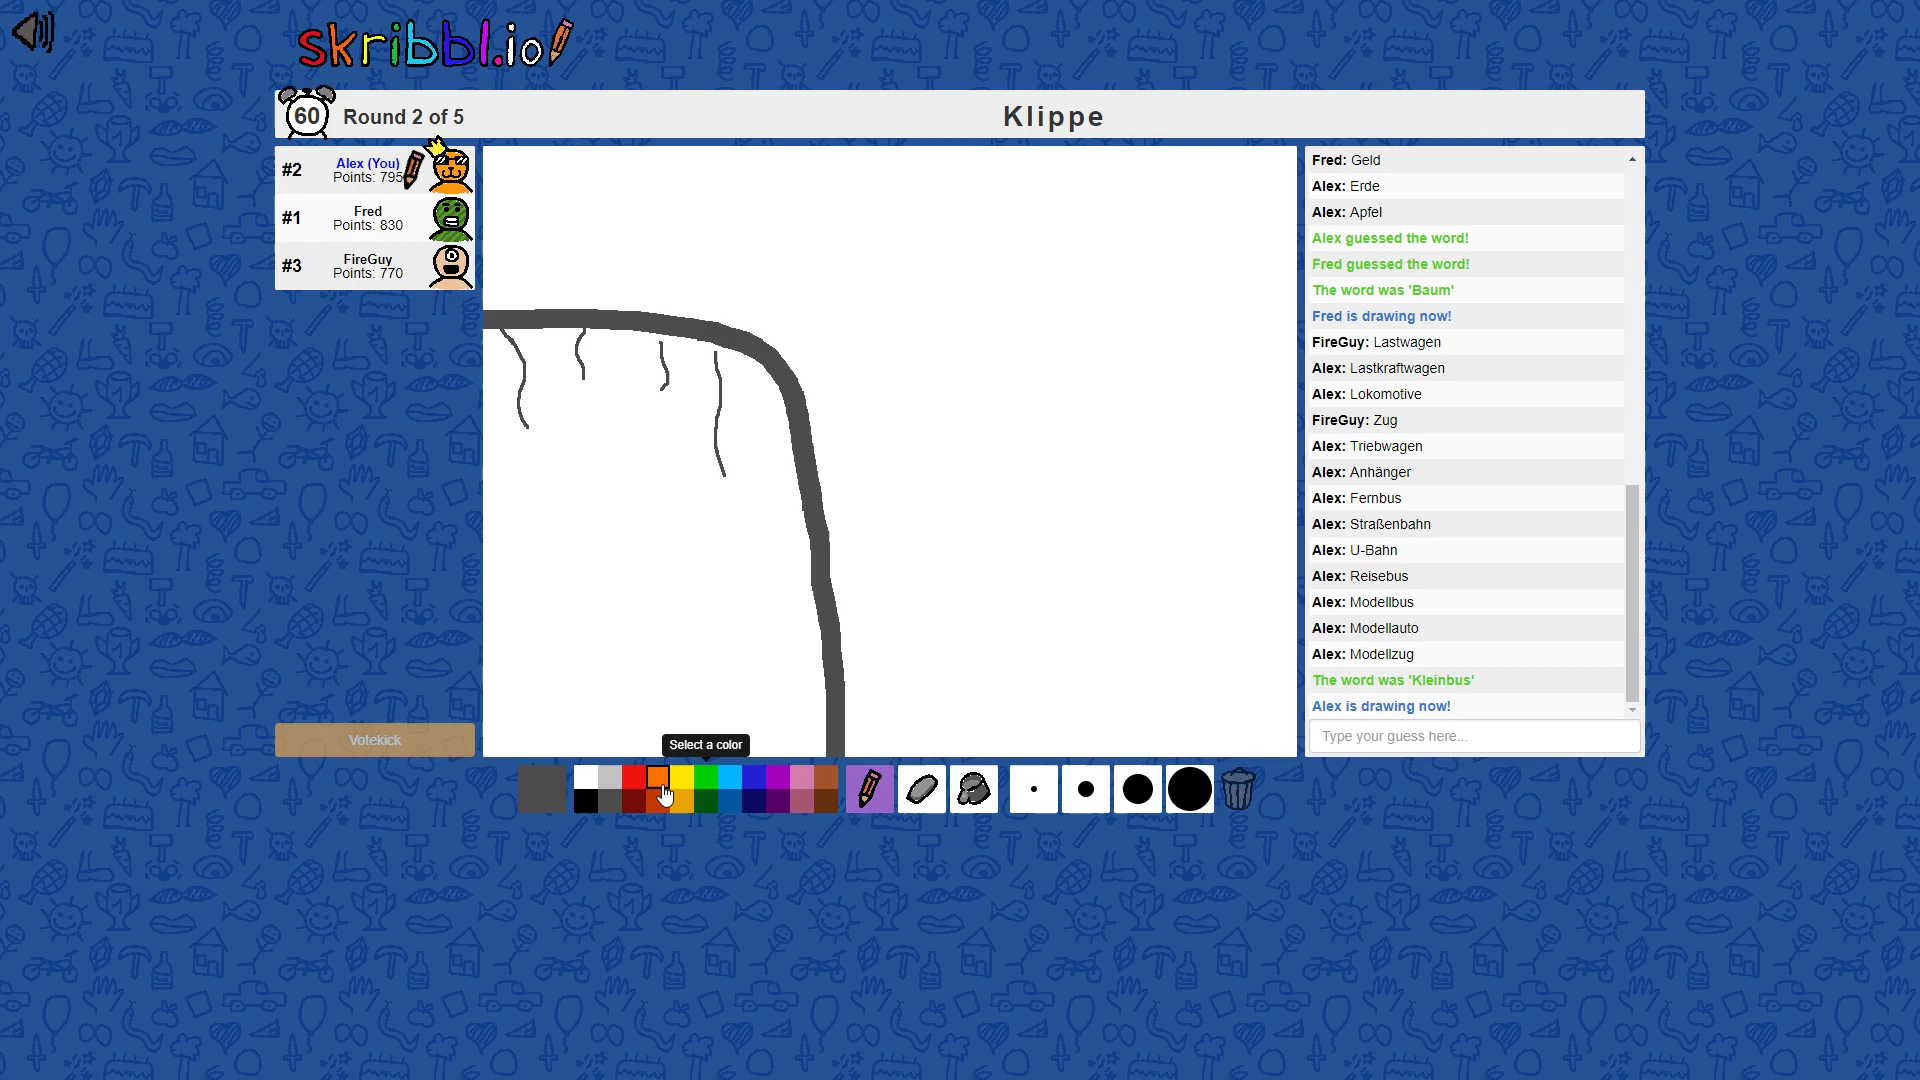 skribbl.io
60
Round 2 of 5
Klippe
#2
Alex (You)
Points: 795
#1
Fred
Points: 830
#3
FireGuy
Points: 770
Votekick
Fred: Geld
Alex: Erde
Alex: Apfel
Alex guessed the word!
Fred guessed the word!
The word was 'Baum'
Fred is drawing now!
FireGuy: Lastwagen
Alex: Lastkraftwagen
Alex: Lokomotive
FireGuy: Zug
Alex: Triebwagen
Alex: Anhänger
Alex: Fernbus
Alex: Straßenbahn
Alex: U-Bahn
Alex: Reisebus
Alex: Modellbus
Alex: Modellauto
Alex: Modellzug
The word was 'Kleinbus'
Alex is drawing now!
Type your guess here...
Select a color